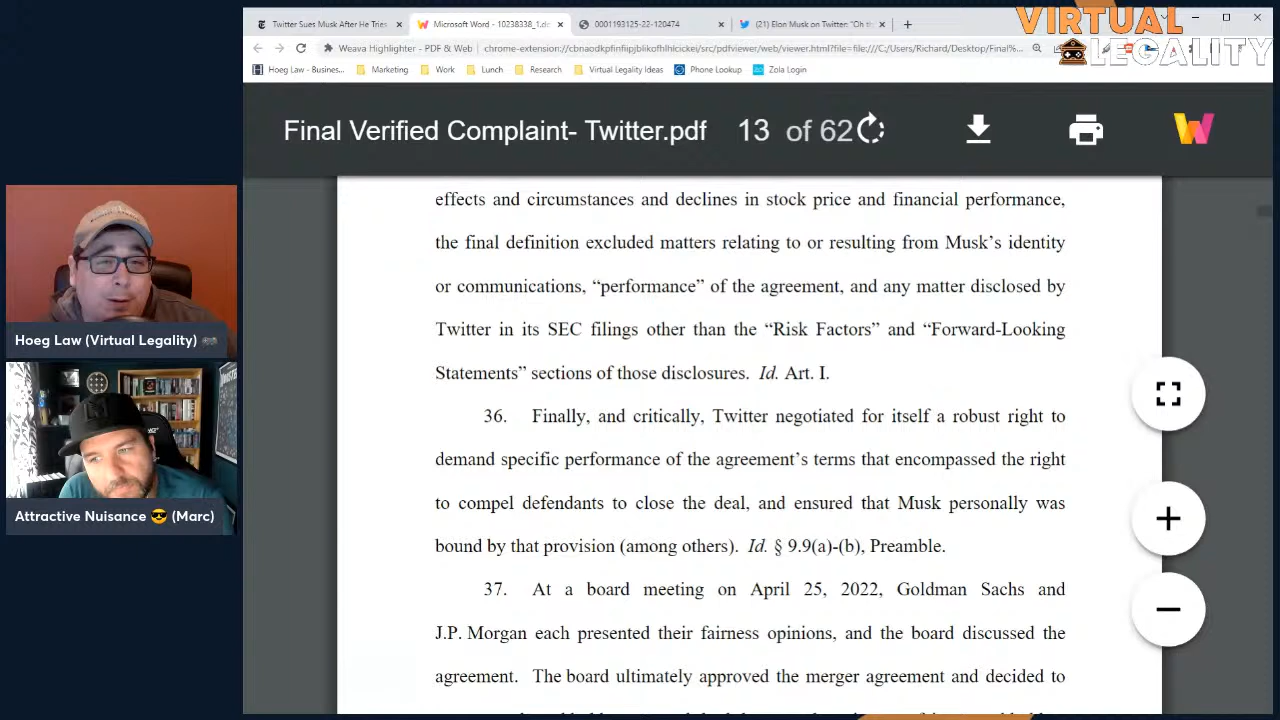 Twitter Sues Musk After He Tries
Microsoft Word - 10238338_1.do
0001193125-22-120474
(21) Elon Musk on Twitter: "Oh th
VIRTUAL
LEGALITY
Weava Highlighter - PDF & Web
Hoeg Law - Busines...
Marketing
Work
Lunch
Research
Virtual Legality Ideas
Phone Lookup
Zola Login
Final Verified Complaint- Twitter.pdf
13 of 62
effects and circumstances and declines in stock price and financial performance,
the final definition excluded matters relating to or resulting from Musk's identity
or communications, "performance" of the agreement, and any matter disclosed by
Twitter in its SEC filings other than the "Risk Factors" and "Forward-Looking
Statements" sections of those disclosures. Id. Art. I.
36. Finally, and critically, Twitter negotiated for itself a robust right to
demand specific performance of the agreement's terms that encompassed the right
to compel defendants to close the deal, and ensured that Musk personally was
bound by that provision (among others). Id. § 9.9(a)-(b), Preamble.
37. At a board meeting on April 25, 2022, Goldman Sachs and
J.P. Morgan each presented their fairness opinions, and the board discussed the
agreement. The board ultimately approved the merger agreement and decided to
Hoeg Law (Virtual Legality) 🎮
Attractive Nuisance 😎 (Marc)